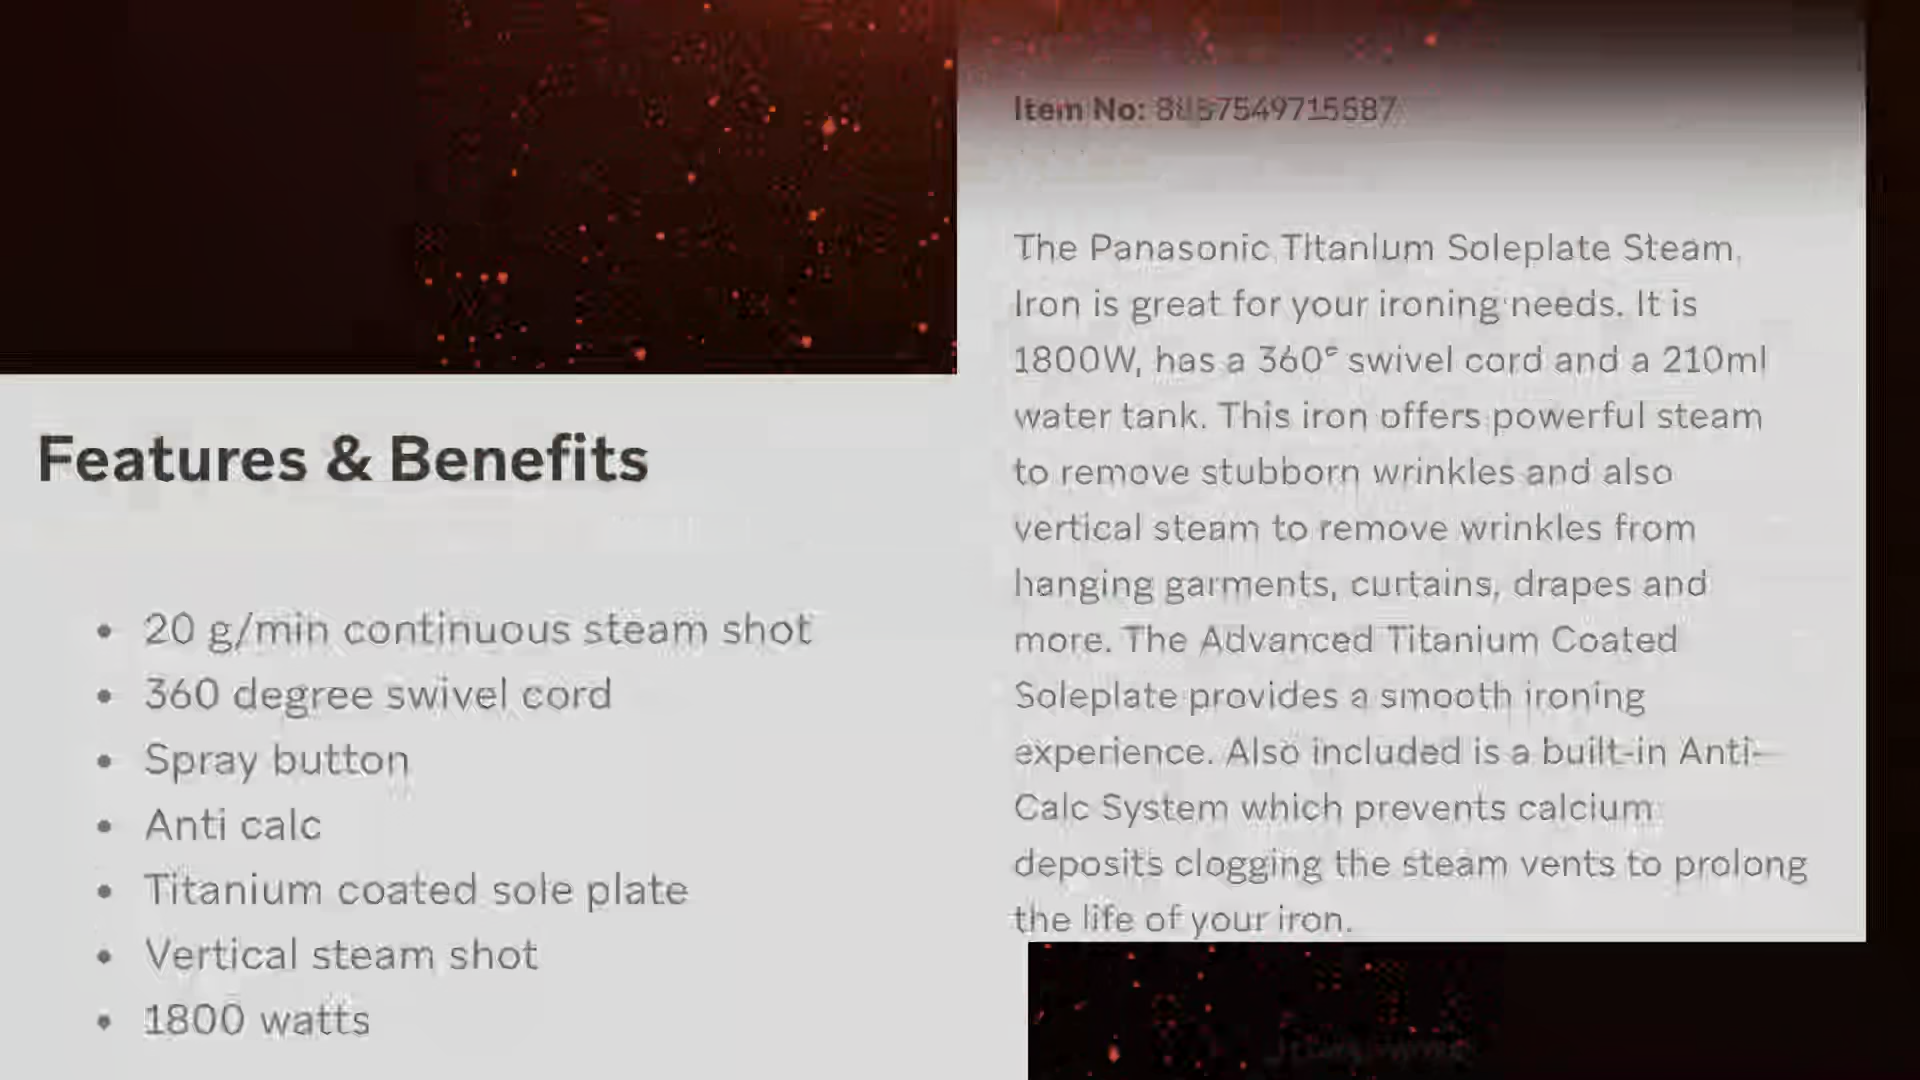 Item No: 8887549715587
The Panasonic Titanium Soleplate Steam
Iron is great for your ironing needs. It is
1800W, has a 360° swivel cord and a 210ml
water tank. This iron offers powerful steam
to remove stubborn wrinkles and also
vertical steam to remove wrinkles from
hanging garments, curtains, drapes and
more. The Advanced Titanium Coated
Soleplate provides a smooth ironing
experience. Also included is a built-in Anti-
Calc System which prevents calcium
deposits clogging the steam vents to prolong
the life of your iron.
Features & Benefits
• 20 g/min continuous steam shot
• 360 degree swivel cord
• Spray button
• Anti calc
• Titanium coated sole plate
• Vertical steam shot
• 1800 watts